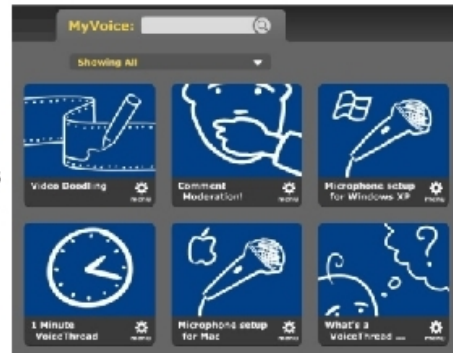 MyVoice:
Showing All
Video Doodling
menu
Comment
Moderation!
menu
Microphone setup
for Windows XP
menu
1 Minute
VoiceThread
menu
Microphone setup
for Mac
menu
What's a
VoiceThread ...
menu